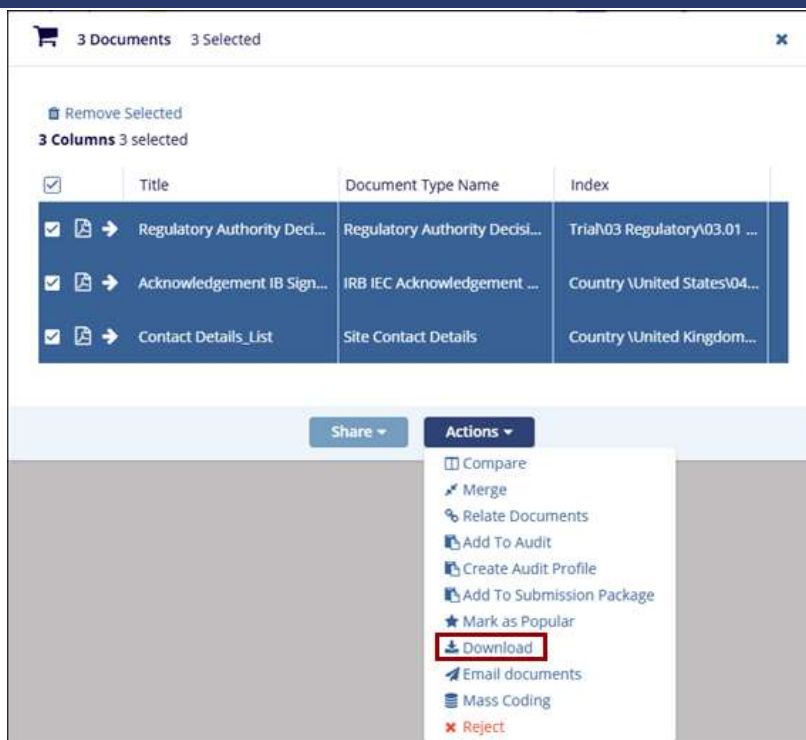 3 Documents 3 Selected
Remove Selected
3 Columns 3 selected
Title Document Type Name Index
Regulatory Authority Deci... Regulatory Authority Decisi... Trial\03 Regulatory\03.01 ...
Acknowledgement IB Sign... IRB IEC Acknowledgement ... Country \United States\04...
Contact Details_List Site Contact Details Country \United Kingdom...
Share Actions
Compare
Merge
Relate Documents
Add To Audit
Create Audit Profile
Add To Submission Package
Mark as Popular
Download
Email documents
Mass Coding
Reject